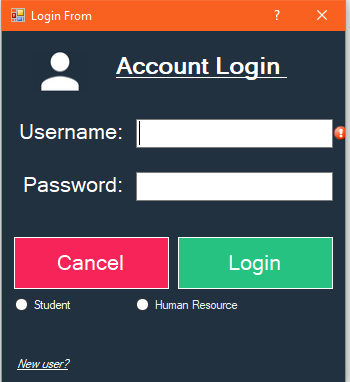 Login From
?
Account Login
Username:
!
Password:
Cancel Login
Student Human Resource
New user?